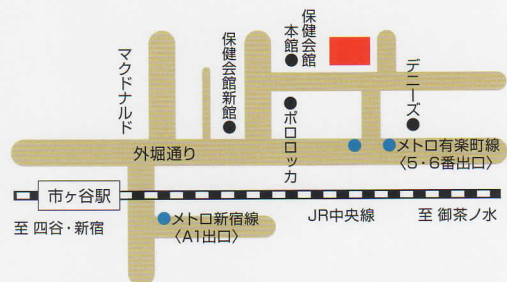 マクドナルド
保健会館新館
保健会館
本館
ポロロッカ
デニーズ
外堀通り
メトロ有楽町線
〈5・6番出口〉
市ヶ谷駅
至 四谷・新宿
メトロ新宿線
〈A1出口〉
JR中央線
至 御茶ノ水